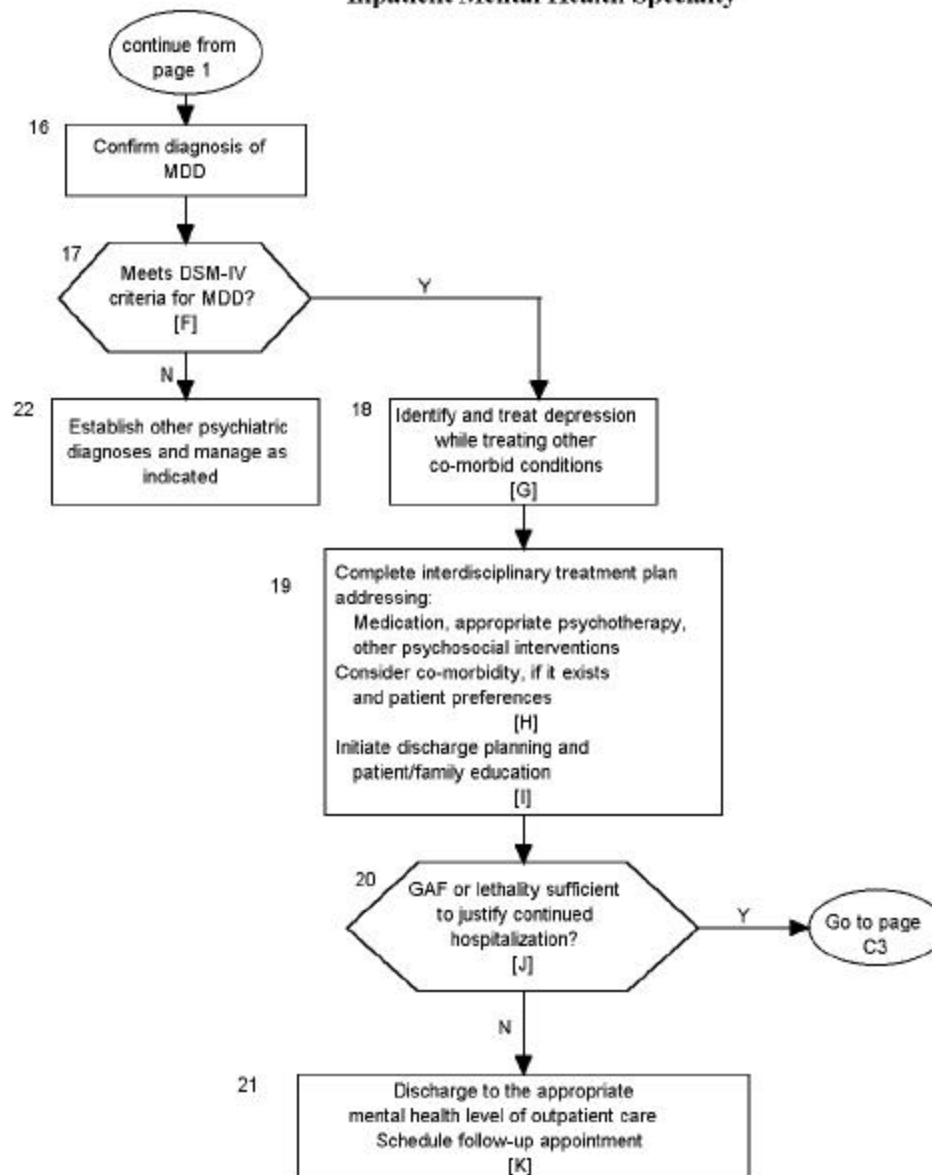 Inpatient Mental Health Specialty
continue from
page 1
16
Confirm diagnosis of
MDD
17
Meets DSM-IV
criteria for MDD?
[F]
Y
N
22
Establish other psychiatric
diagnoses and manage as
indicated
18
Identify and treat depression
while treating other
co-morbid conditions
[G]
19
Complete interdisciplinary treatment plan
addressing:
Medication, appropriate psychotherapy,
other psychosocial interventions
Consider co-morbidity, if it exists
and patient preferences
[H]
Initiate discharge planning and
patient/family education
[I]
20
GAF or lethality sufficient
to justify continued
hospitalization?
[J]
Y
Go to page
C3
N
21
Discharge to the appropriate
mental health level of outpatient care
Schedule follow-up appointment
[K]